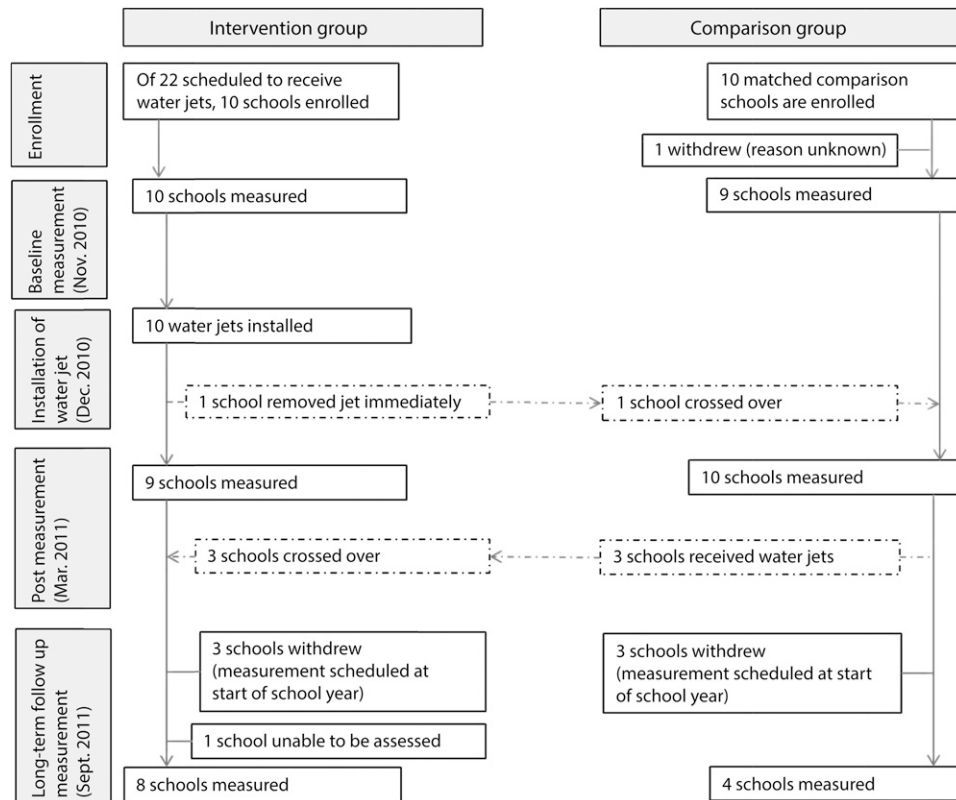 Intervention group
Comparison group
Enrollment
Of 22 scheduled to receive
water jets, 10 schools enrolled
10 matched comparison
schools are enrolled
1 withdrew (reason unknown)
Baseline
measurement
(Nov. 2010)
10 schools measured
9 schools measured
Installation of
water jet
(Dec. 2010)
10 water jets installed
1 school removed jet immediately
1 school crossed over
Post measurement
(Mar. 2011)
9 schools measured
10 schools measured
3 schools crossed over
3 schools received water jets
Long-term follow up
measurement
(Sept. 2011)
3 schools withdrew
(measurement scheduled at
start of school year)
3 schools withdrew
(measurement scheduled at start
of school year)
1 school unable to be assessed
8 schools measured
4 schools measured